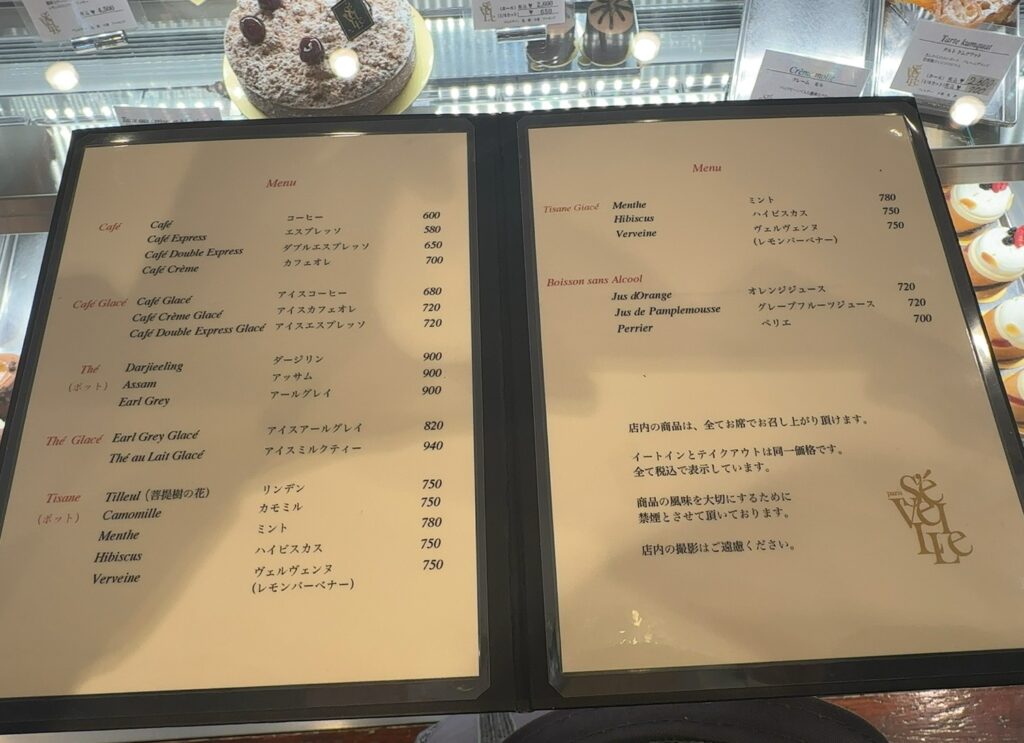 Crème molle
Tarte kumquat
Menu
Café Café コーヒー 600
Café Express エスプレッソ 580
Café Double Express ダブルエスプレッソ 650
Café Crème カフェオレ 700
Café Glacé Café Glacé アイスコーヒー 680
Café Crème Glacé アイスカフェオレ 720
Café Double Express Glacé アイスエスプレッソ 720
Thé Darjieeling ダージリン 900
(ポット) Assam アッサム 900
Earl Grey アールグレイ 900
Thé Glacé Earl Grey Glacé アイスアールグレイ 820
Thé au Lait Glacé アイスミルクティー 940
Tisane Tilleul (菩提樹の花) リンデン 750
(ポット) Camomille カモミル 750
Menthe ミント 780
Hibiscus ハイビスカス 750
Verveine ヴェルヴェンヌ 750
(レモンバーベナー)
Menu
Tisane Glacé Menthe ミント 780
Hibiscus ハイビスカス 750
Verveine ヴェルヴェンヌ 750
(レモンバーベナー)
Boisson sans Alcool
Jus d'Orange オレンジジュース 720
Jus de Pamplemousse グレープフルーツジュース 720
Perrier ペリエ 700
店内の商品は、全てお席でお召し上がり頂けます。
イートインとテイクアウトは同一価格です。
全て税込で表示しています。
商品の風味を大切にするために
禁煙とさせて頂いております。
店内の撮影はご遠慮ください。
paris
Sé
VeiL
LFe